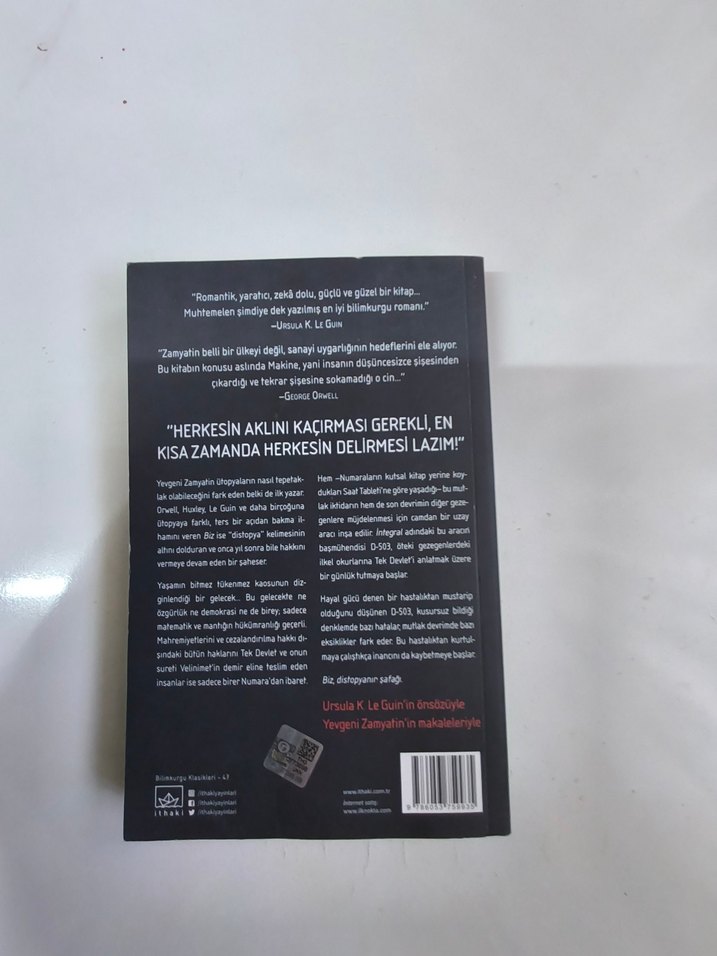 "Romantik, yaratıcı, zekâ dolu, güçlü ve güzel bir kitap...
Muhtemelen şimdiye dek yazılmış en iyi bilimkurgu romanı."
–Ursula K. Le Guin
"Zamyatin belli bir ülkeyi değil, sanayi uygarlığının hedeflerini ele alıyor.
Bu kitabın konusu aslında Makine, yani insanın düşüncesizce şişesinden
çıkardığı ve tekrar şişesine sokamadığı o cin..."
–George Orwell
"HERKESİN AKLINI KAÇIRMASI GEREKLİ, EN
KISA ZAMANDA HERKESİN DELİRMESİ LAZIM!"
Yevgeni Zamyatin ütopyaların nasıl tepetak-
lak olabileceğini fark eden belki de ilk yazar.
Orwell, Huxley, Le Guin ve daha birçoğuna
ütopyaya farklı, ters bir açıdan bakma il-
hamını veren Biz ise "distopya" kelimesinin
altını dolduran ve onca yıl sonra bile hakkını
vermeye devam eden bir şaheser.
Yaşamın bitmez tükenmez kaosunun diz-
ginlendiği bir gelecek... Bu gelecekte ne
özgürlük ne demokrasi ne de birey; sadece
matematik ve mantığın hükümranlığı geçerli.
Mahremiyetlerini ve cezalandırılma hakkı dı-
şındaki bütün haklarını Tek Devlet ve onun
sureti Velinimet'in demir eline teslim eden
insanlar ise sadece birer Numara'dan ibaret.
Hem –Numaraların kutsal kitap yerine koy-
dukları Saat Tableti'ne göre yaşadığı– bu mut-
lak iktidarın hem de son devrimin diğer geze-
genlere müjdelenmesi için camdan bir uzay
aracı inşa edilir. İntegral adındaki bu aracın
başmühendisi D-503, öteki gezegenlerdeki
ilkel okurlarına Tek Devlet'i anlatmak üzere
bir günlük tutmaya başlar.
Hayal gücü denen bir hastalıktan mustarip
olduğunu düşünen D-503, kusursuz bildiği
denklemde bazı hatalar, mutlak devrimde bazı
eksiklikler fark eder. Bu hastalıktan kurtul-
maya çalıştıkça inancını da kaybetmeye başlar.
Biz, distopyanın şafağı.
Ursula K. Le Guin'in önsözüyle
Yevgeni Zamyatin'in makaleleriyle
Bilimkurgu Klasikleri - 47
ithaki
/ithakiyayinlari
/ithakiyayinlari
/ithakiyayinlari
www.ithaki.com.tr
İnternet satış:
www.ilknokta.com
9 786053 759835